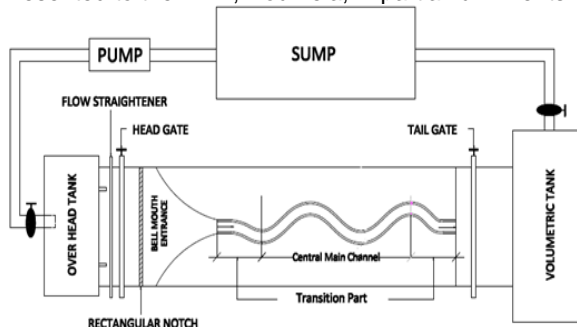 PUMP
SUMP
FLOW STRAIGHTENER
HEAD GATE
TAIL GATE
OVER HEAD TANK
BELL MOUTH
ENTRANCE
VOLUMETRIC TANK
Central Main Channel
Transition Part
RECTANGULAR NOTCH